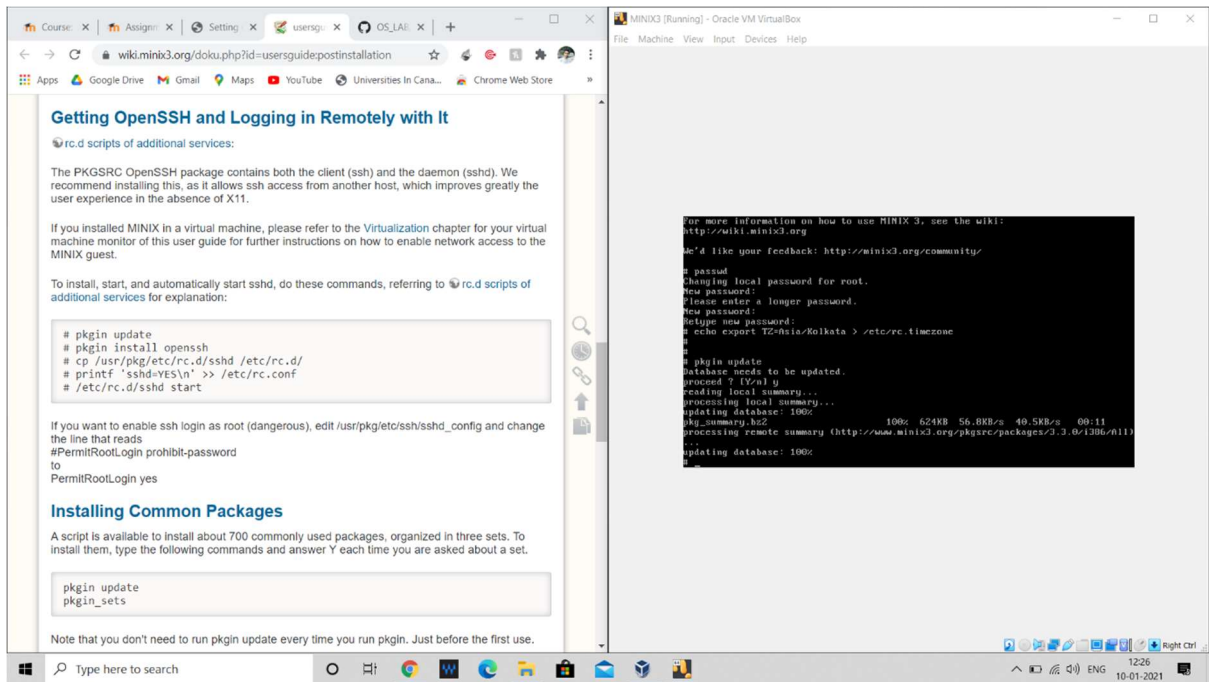 Course:
Assignn
Setting
usersgu
OS_LAB.
wiki.minix3.org/doku.php?id=usersguide:postinstallation
Apps
Google Drive
Gmail
Maps
YouTube
Universities In Cana...
Chrome Web Store
»
Getting OpenSSH and Logging in Remotely with It
rc.d scripts of additional services:
The PKGSRC OpenSSH package contains both the client (ssh) and the daemon (sshd). We
recommend installing this, as it allows ssh access from another host, which improves greatly the
user experience in the absence of X11.
If you installed MINIX in a virtual machine, please refer to the Virtualization chapter for your virtual
machine monitor of this user guide for further instructions on how to enable network access to the
MINIX guest.
To install, start, and automatically start sshd, do these commands, referring to rc.d scripts of
additional services for explanation:
# pkgin update
# pkgin install openssh
# cp /usr/pkg/etc/rc.d/sshd /etc/rc.d/
# printf 'sshd=YES\n' >> /etc/rc.conf
# /etc/rc.d/sshd start
If you want to enable ssh login as root (dangerous), edit /usr/pkg/etc/ssh/sshd_config and change
the line that reads
#PermitRootLogin prohibit-password
to
PermitRootLogin yes
Installing Common Packages
A script is available to install about 700 commonly used packages, organized in three sets. To
install them, type the following commands and answer Y each time you are asked about a set.
pkgin update
pkgin_sets
Note that you don't need to run pkgin update every time you run pkgin. Just before the first use.
MINIX3 [Running] - Oracle VM VirtualBox
File Machine View Input Devices Help
For more information on how to use MINIX 3, see the wiki:
http://wiki.minix3.org
We'd like your feedback: http://minix3.org/community/
# passwd
Changing local password for root.
New password:
Please enter a longer password.
New password:
Retype new password:
# echo export TZ=Asia/Kolkata > /etc/rc.timezone
#
#
# pkgin update
Database needs to be updated.
proceed ? [Y/n] y
reading local summary...
processing local summary...
updating database: 100%
pkg_summary.bz2 100% 624KB 56.8KB/s 40.5KB/s 00:11
processing remote summary (http://www.minix3.org/pkgsrc/packages/3.3.0/i386/All)
...
updating database: 100%
# _
Right Ctrl
Type here to search
ENG
12:26
10-01-2021